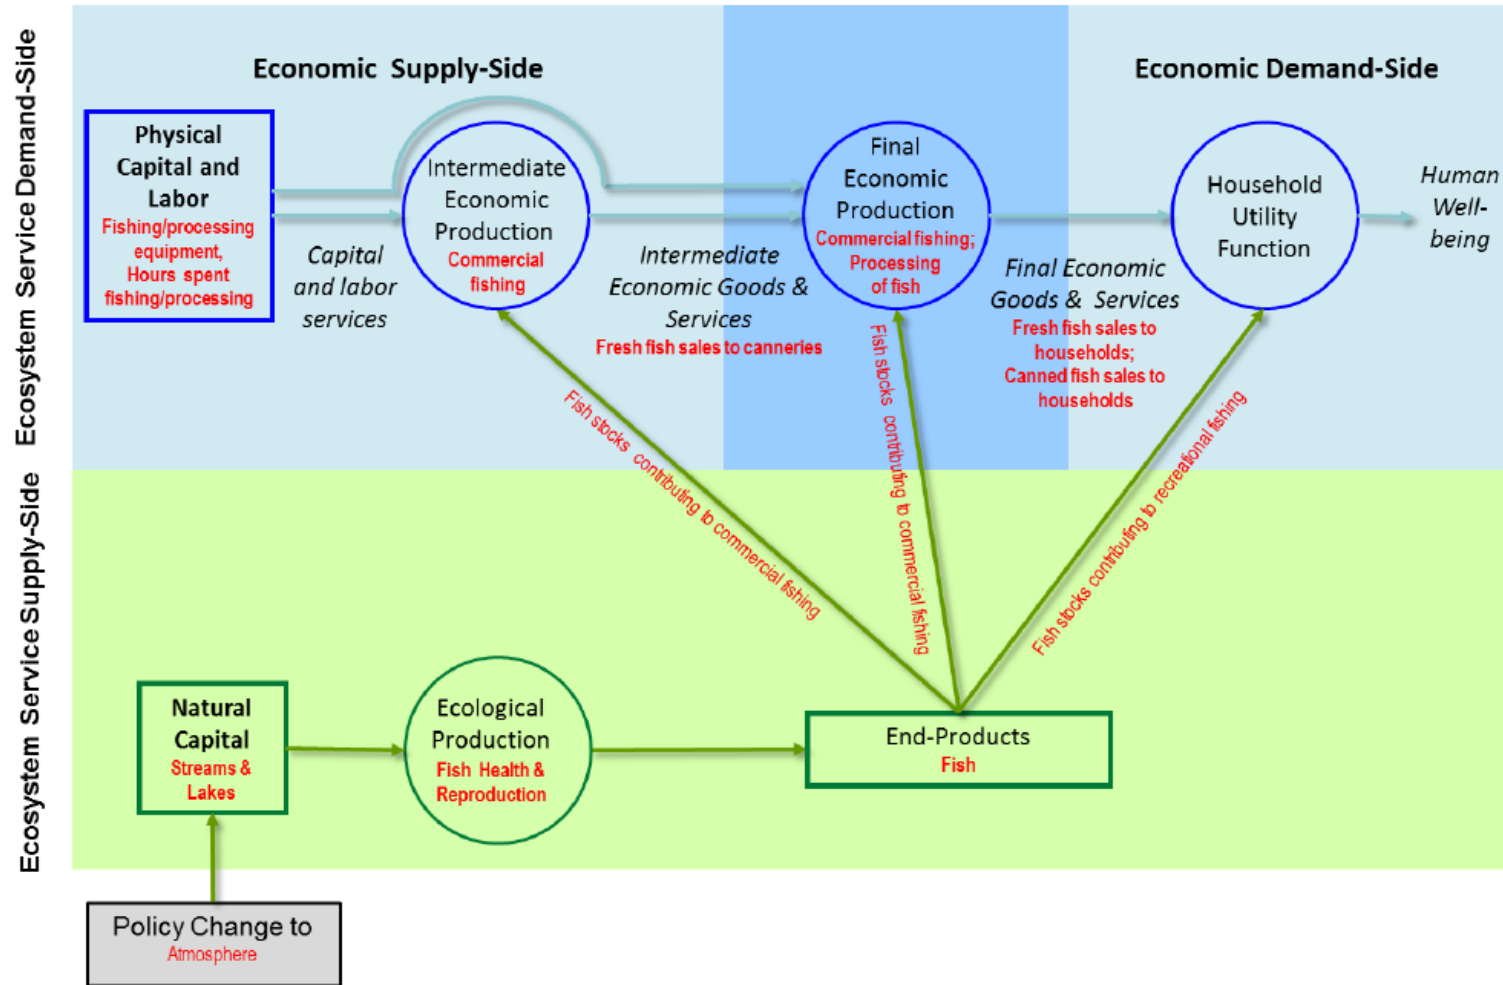 Ecosystem Service Demand-Side
Ecosystem Service Supply-Side
Economic Supply-Side
Economic Demand-Side
Physical
Capital and
Labor
Fishing/processing
equipment,
Hours spent
fishing/processing
Capital
and labor
services
Intermediate
Economic
Production
Commercial
fishing
Intermediate
Economic Goods &
Services
Fresh fish sales to canneries
Final
Economic
Production
Commercial fishing;
Processing
of fish
Final Economic
Goods & Services
Fresh fish sales to
households;
Canned fish sales to
households
Household
Utility
Function
Human
Well-
being
Fish stocks contributing to commercial fishing
Fish stocks contributing to commercial fishing
Fish stocks contributing to recreational fishing
Natural
Capital
Streams &
Lakes
Ecological
Production
Fish Health &
Reproduction
End-Products
Fish
Policy Change to
Atmosphere